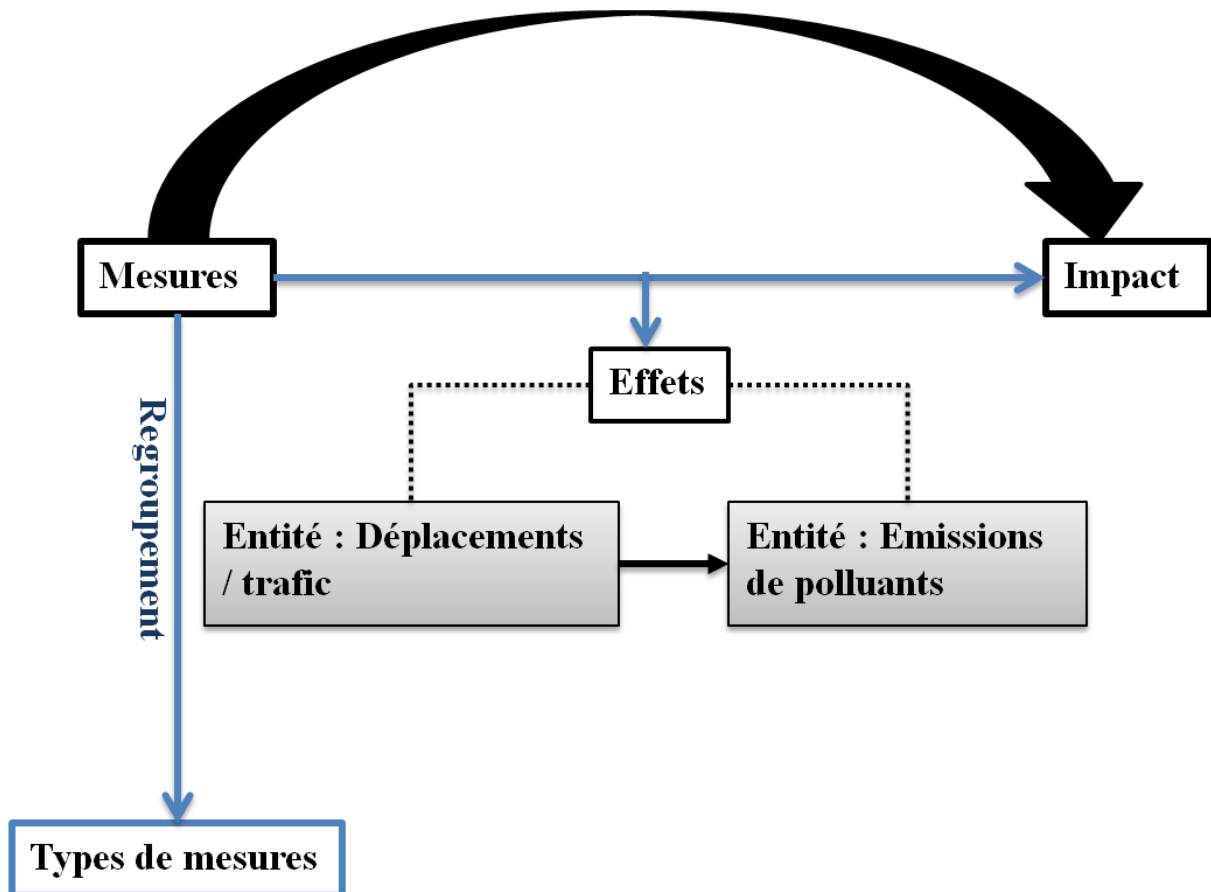 Mesures
Impact
Effets
Regroupement
Entité : Déplacements
/ trafic
Entité : Emissions
de polluants
Types de mesures